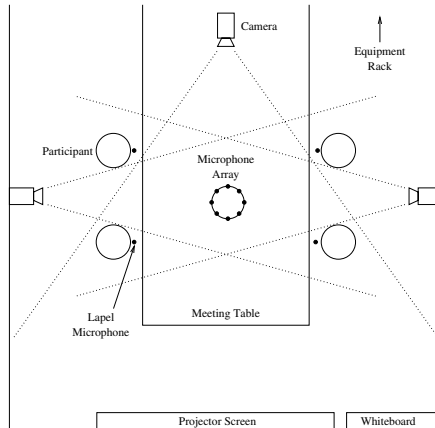 Camera
Equipment
Rack
Participant
Microphone
Array
Lapel
Microphone
Meeting Table
Projector Screen
Whiteboard